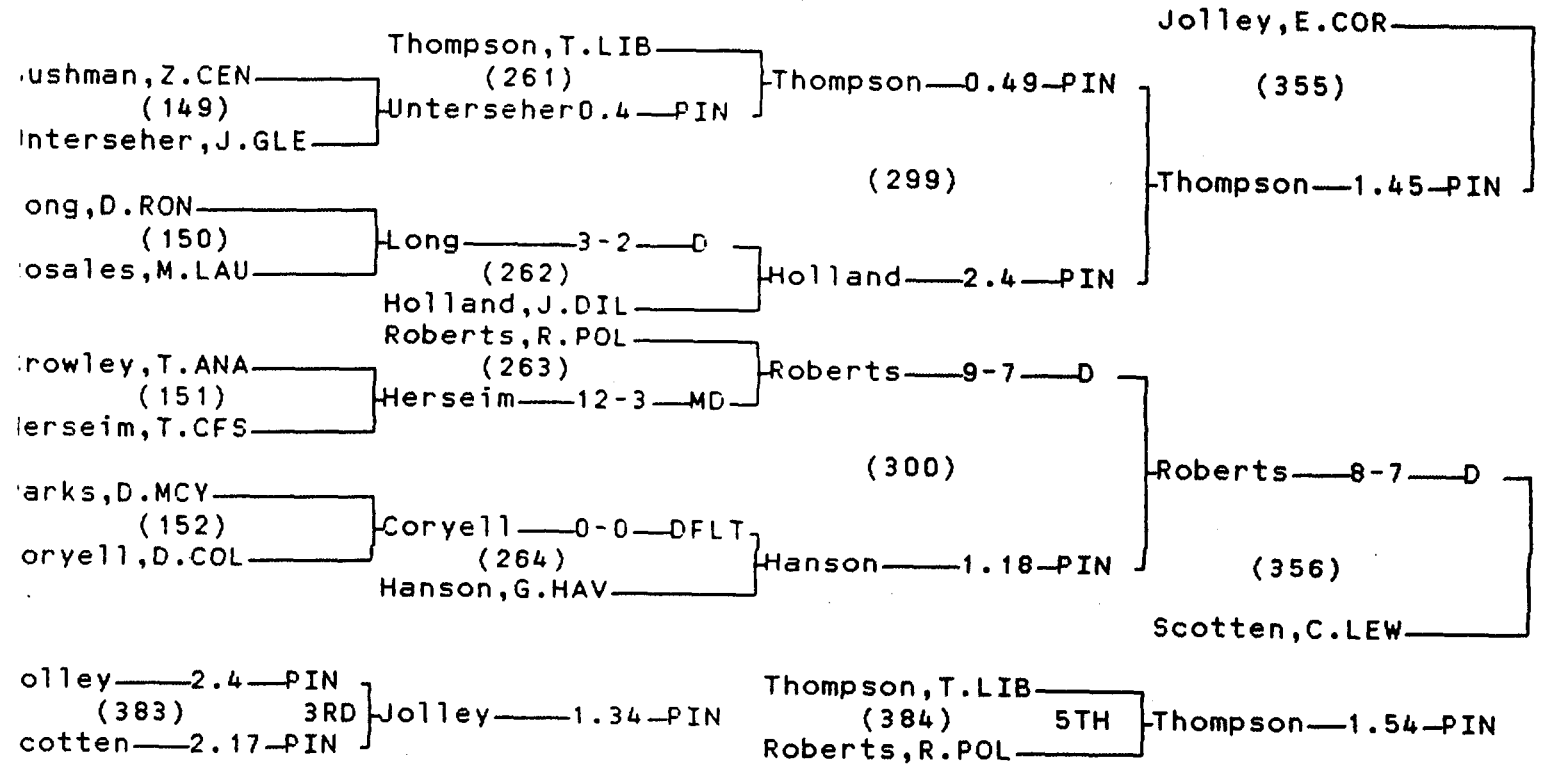 Jolley,E.COR
Thompson,T.LIB
ushman,Z.CEN (261) Thompson 0.49 PIN (355)
(149) Unterseher 0.4 PIN
nterseher,J.GLE
(299) Thompson 1.45 PIN
ong,D.RON
(150) Long 3-2 D
osales,M.LAU (262) Holland 2.4 PIN
Holland,J.DIL
Roberts,R.POL
rowley,T.ANA (263) Roberts 9-7 D
(151) Herseim 12-3 MD
erseim,T.CFS
(300) Roberts 8-7 D
arks,D.MCY
(152) Coryell 0-0 DFLT
oryell,D.COL (264) Hanson 1.18 PIN (356)
Hanson,G.HAV
Scotten,C.LEW
olley 2.4 PIN Thompson,T.LIB
(383) 3RD Jolley 1.34 PIN (384) 5TH Thompson 1.54 PIN
cotten 2.17 PIN Roberts,R.POL